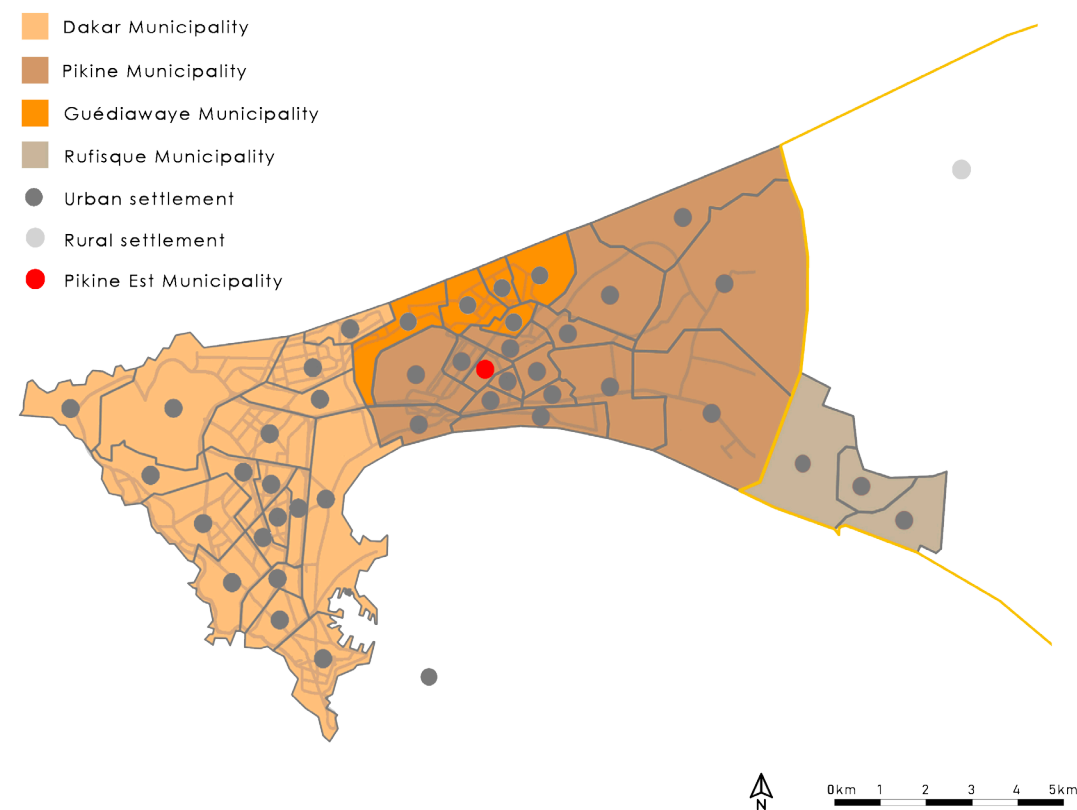 Dakar Municipality
Pikine Municipality
Guédiawaye Municipality
Rufisque Municipality
Urban settlement
Rural settlement
Pikine Est Municipality
N
0km 1 2 3 4 5km